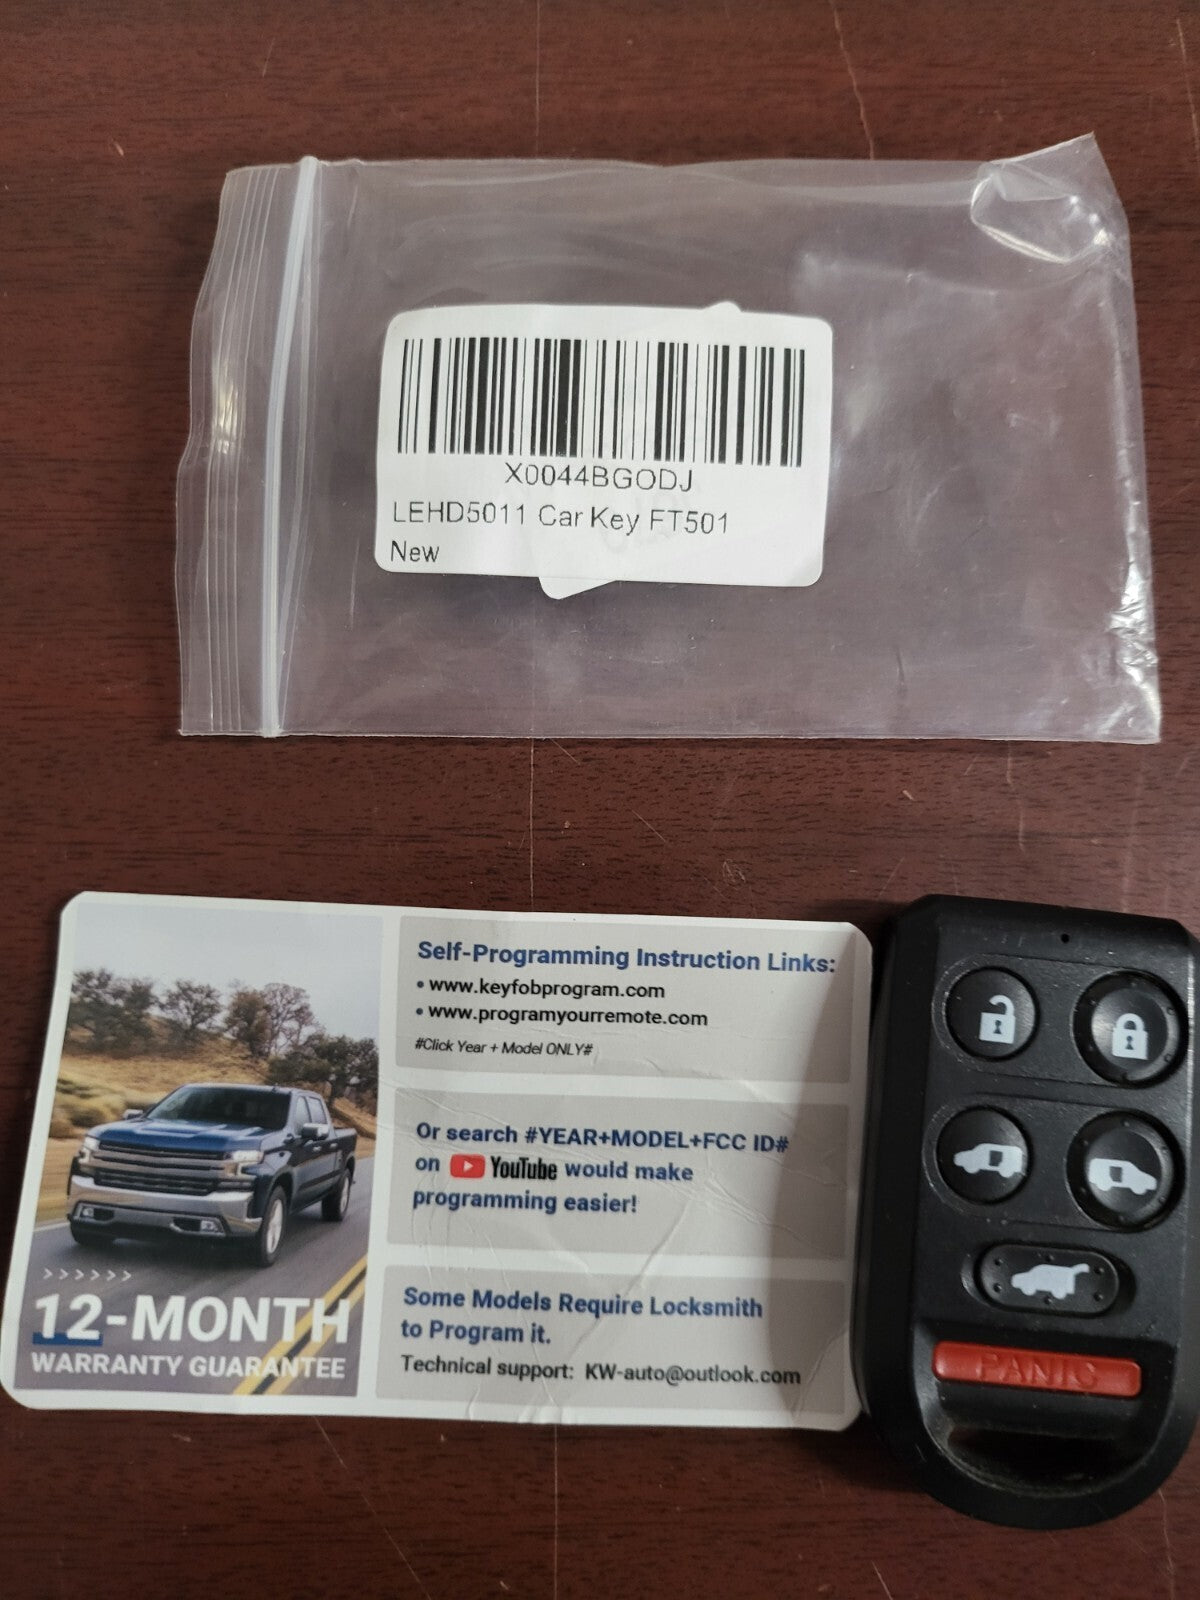 X0044BGODJ
LEHD5011 Car Key FT501
New
Self-Programming Instruction Links:
• www.keyfobprogram.com
• www.programyourremote.com
#Click Year + Model ONLY#
Or search #YEAR+MODEL+FCC ID#
on YouTube would make
programming easier!
Some Models Require Locksmith
to Program it.
Technical support: KW-auto@outlook.com
>>>>>>
12-MONTH
WARRANTY GUARANTEE
PANIC